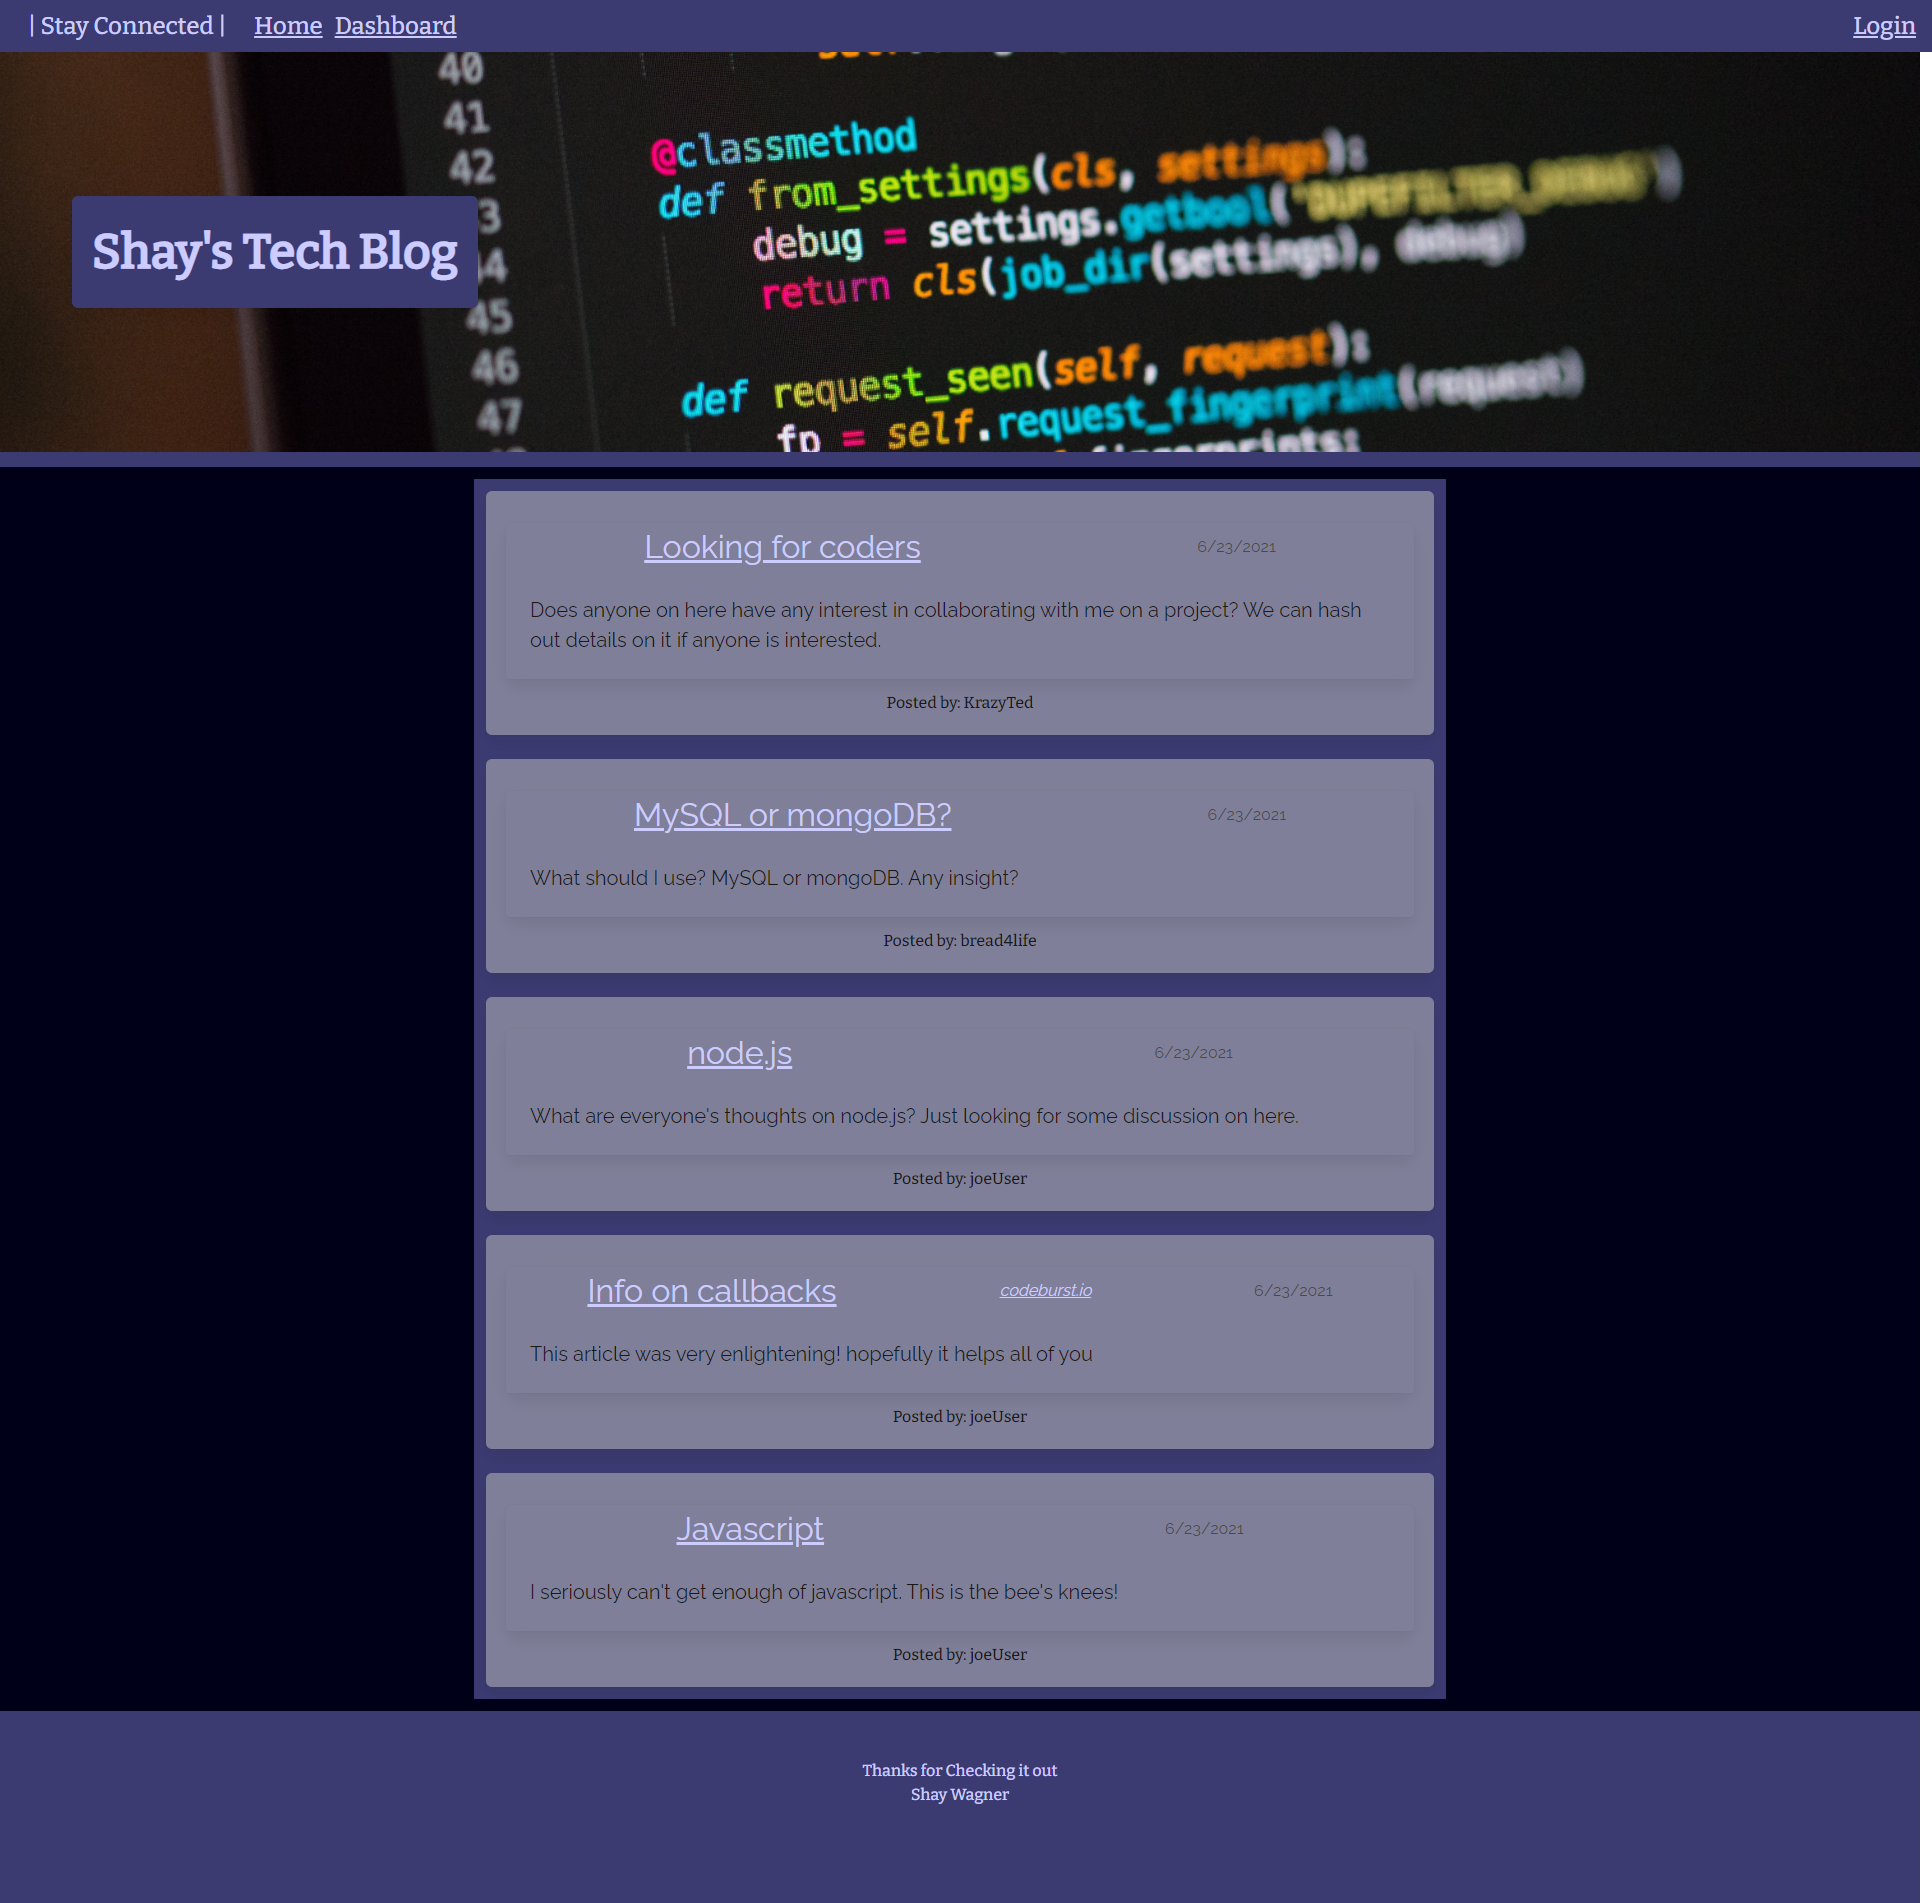 | Stay Connected | Home Dashboard Login
40
41
42
45
46
47
@classmethod
def from_settings(cls, settings):
debug = settings.getbool('DUPEFILTER_DEBUG')
return cls(job_dir(settings), debug)
def request_seen(self, request):
fp = self.request_fingerprint(request)
Shay's Tech Blog
Looking for coders 6/23/2021
Does anyone on here have any interest in collaborating with me on a project? We can hash
out details on it if anyone is interested.
Posted by: KrazyTed
MySQL or mongoDB? 6/23/2021
What should I use? MySQL or mongoDB. Any insight?
Posted by: bread4life
node.js 6/23/2021
What are everyone's thoughts on node.js? Just looking for some discussion on here.
Posted by: joeUser
Info on callbacks codeburst.io 6/23/2021
This article was very enlightening! hopefully it helps all of you
Posted by: joeUser
Javascript 6/23/2021
I seriously can't get enough of javascript. This is the bee's knees!
Posted by: joeUser
Thanks for Checking it out
Shay Wagner